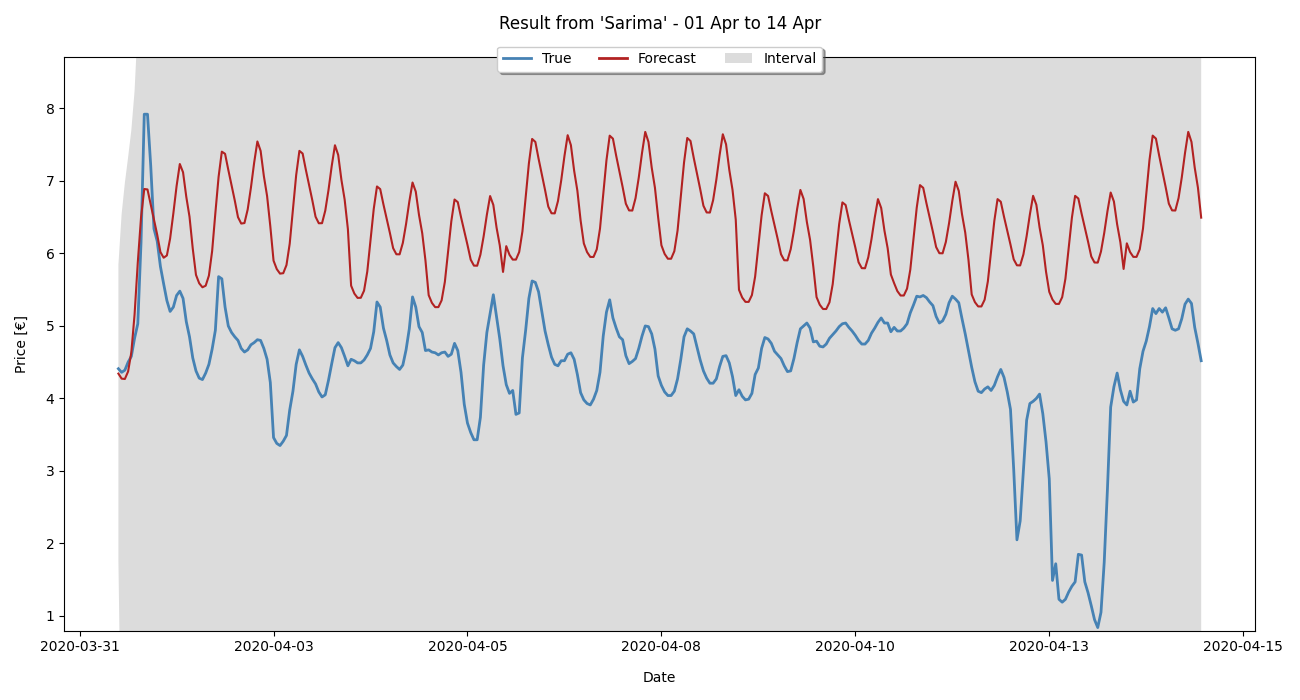 Result from 'Sarima' - 01 Apr to 14 Apr
True Forecast Interval
Price [€]
8
7
6
5
4
3
2
1
2020-03-31 2020-04-03 2020-04-05 2020-04-08 2020-04-10 2020-04-13 2020-04-15
Date